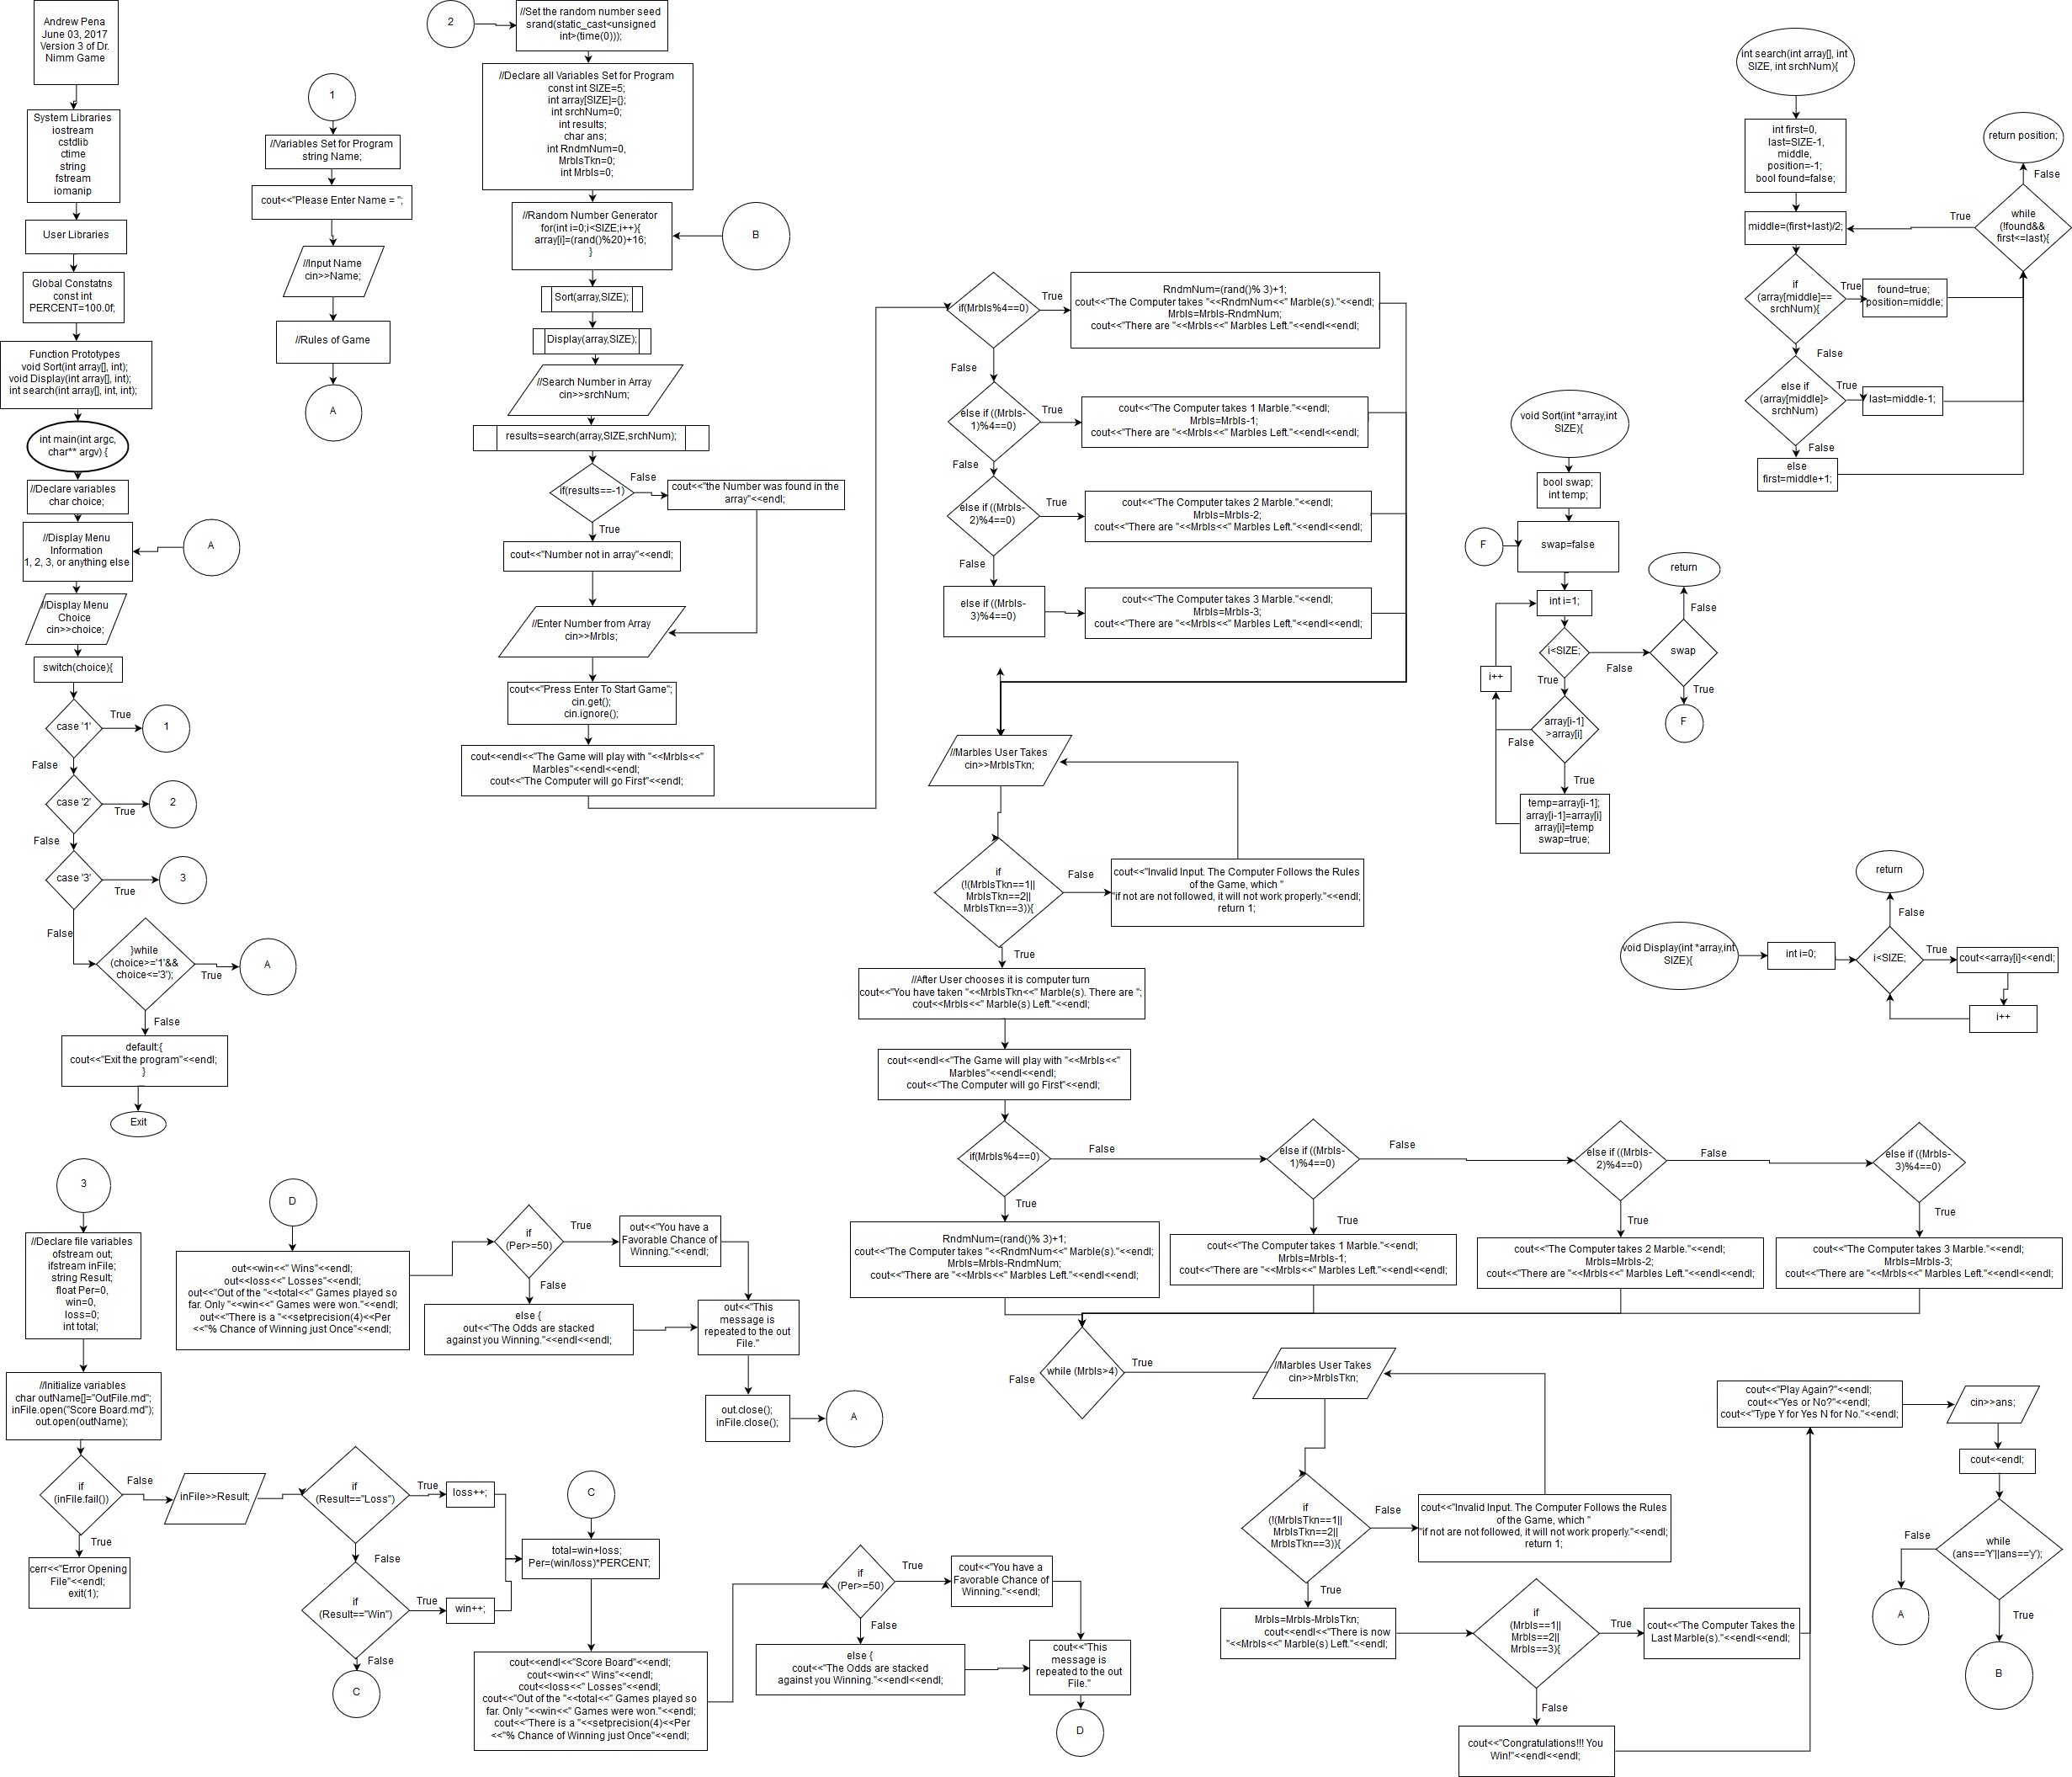 Andrew Pena
June 03, 2017
Version 3 of Dr.
Nimm Game
System Libraries
iostream
cstdlib
ctime
string
fstream
iomanip
User Libraries
Global Constatns
const int
PERCENT=100.0f;
Function Prototypes
void Sort(int array[], int);
void Display(int array[], int);
int search(int array[], int, int);
int main(int argc,
char** argv) {
//Declare variables
char choice;
//Display Menu
Information
1, 2, 3, or anything else
A
//Display Menu
Choice
cin>>choice;
switch(choice){
case '1'
True
1
False
case '2'
True
2
False
case '3'
True
3
False
}while
(choice>='1'&&
choice<='3');
True
A
False
default:{
cout<<"Exit the program"<<endl;
}
Exit
1
//Variables Set for Program
string Name;
cout<<"Please Enter Name = ";
//Input Name
cin>>Name;
//Rules of Game
A
2
//Set the random number seed
srand(static_cast<unsigned
int>(time(0)));
//Declare all Variables Set for Program
const int SIZE=5;
int array[SIZE]={};
int srchNum=0;
int results;
char ans;
int RndmNum=0,
MrblsTkn=0;
int Mrbls=0;
//Random Number Generator
for(int i=0;i<SIZE;i++){
array[i]=(rand()%20)+16;
}
B
Sort(array,SIZE);
Display(array,SIZE);
//Search Number in Array
cin>>srchNum;
results=search(array,SIZE,srchNum);
if(results==-1)
False
cout<<"the Number was found in the
array"<<endl;
True
cout<<"Number not in array"<<endl;
//Enter Number from Array
cin>>Mrbls;
cout<<"Press Enter To Start Game";
cin.get();
cin.ignore();
cout<<endl<<"The Game will play with "<<Mrbls<<"
Marbles"<<endl<<endl;
cout<<"The Computer will go First"<<endl;
if(Mrbls%4==0)
True
RndmNum=(rand()% 3)+1;
cout<<"The Computer takes "<<RndmNum<<" Marble(s)."<<endl;
Mrbls=Mrbls-RndmNum;
cout<<"There are "<<Mrbls<<" Marbles Left."<<endl<<endl;
False
else if ((Mrbls-
1)%4==0)
True
cout<<"The Computer takes 1 Marble."<<endl;
Mrbls=Mrbls-1;
cout<<"There are "<<Mrbls<<" Marbles Left."<<endl<<endl;
False
else if ((Mrbls-
2)%4==0)
True
cout<<"The Computer takes 2 Marble."<<endl;
Mrbls=Mrbls-2;
cout<<"There are "<<Mrbls<<" Marbles Left."<<endl<<endl;
False
else if ((Mrbls-
3)%4==0)
cout<<"The Computer takes 3 Marble."<<endl;
Mrbls=Mrbls-3;
cout<<"There are "<<Mrbls<<" Marbles Left."<<endl<<endl;
//Marbles User Takes
cin>>MrblsTkn;
if
(!(MrblsTkn==1||
MrblsTkn==2||
MrblsTkn==3)){
False
cout<<"Invalid Input. The Computer Follows the Rules
of the Game, which "
"if not are not followed, it will not work properly."<<endl;
return 1;
True
//After User chooses it is computer turn
cout<<"You have taken "<<MrblsTkn<<" Marble(s). There are ";
cout<<Mrbls<<" Marble(s) Left."<<endl;
cout<<endl<<"The Game will play with "<<Mrbls<<"
Marbles"<<endl<<endl;
cout<<"The Computer will go First"<<endl;
if(Mrbls%4==0)
False
else if ((Mrbls-
1)%4==0)
False
else if ((Mrbls-
2)%4==0)
False
else if ((Mrbls-
3)%4==0)
True
True
True
True
RndmNum=(rand()% 3)+1;
cout<<"The Computer takes "<<RndmNum<<" Marble(s)."<<endl;
Mrbls=Mrbls-RndmNum;
cout<<"There are "<<Mrbls<<" Marbles Left."<<endl<<endl;
cout<<"The Computer takes 1 Marble."<<endl;
Mrbls=Mrbls-1;
cout<<"There are "<<Mrbls<<" Marbles Left."<<endl<<endl;
cout<<"The Computer takes 2 Marble."<<endl;
Mrbls=Mrbls-2;
cout<<"There are "<<Mrbls<<" Marbles Left."<<endl<<endl;
cout<<"The Computer takes 3 Marble."<<endl;
Mrbls=Mrbls-3;
cout<<"There are "<<Mrbls<<" Marbles Left."<<endl<<endl;
while (Mrbls>4)
False
True
//Marbles User Takes
cin>>MrblsTkn;
if
(!(MrblsTkn==1||
MrblsTkn==2||
MrblsTkn==3)){
False
cout<<"Invalid Input. The Computer Follows the Rules
of the Game, which "
"if not are not followed, it will not work properly."<<endl;
return 1;
True
Mrbls=Mrbls-MrblsTkn;
cout<<endl<<"There is now
"<<Mrbls<<" Marble(s) Left."<<endl;
if
(Mrbls==1||
Mrbls==2||
Mrbls==3){
True
cout<<"The Computer Takes the
Last Marble(s)."<<endl<<endl;
False
cout<<"Congratulations!!! You
Win!"<<endl<<endl;
cout<<"Play Again?"<<endl;
cout<<"Yes or No?"<<endl;
cout<<"Type Y for Yes N for No."<<endl;
cin>>ans;
cout<<endl;
while
(ans=='Y'||ans=='y');
False
A
True
B
int search(int array[], int
SIZE, int srchNum){
int first=0,
last=SIZE-1,
middle,
position=-1;
bool found=false;
middle=(first+last)/2;
True
while
(!found&&
first<=last){
False
return position;
if
(array[middle]==
srchNum){
True
found=true;
position=middle;
False
else if
(array[middle]>
srchNum)
True
last=middle-1;
False
else
first=middle+1;
void Sort(int *array,int
SIZE){
bool swap;
int temp;
F
swap=false
int i=1;
i<SIZE;
False
swap
False
return
True
F
True
i++
array[i-1]
>array[i]
False
True
temp=array[i-1];
array[i-1]=array[i]
array[i]=temp
swap=true;
void Display(int *array,int
SIZE){
int i=0;
i<SIZE;
False
return
True
cout<<array[i]<<endl;
i++
3
//Declare file variables
ofstream out;
ifstream inFile;
string Result;
float Per=0,
win=0,
loss=0;
int total;
//Initialize variables
char outName[]="OutFile.md";
inFile.open("Score Board.md");
out.open(outName);
if
(inFile.fail())
False
True
cerr<<"Error Opening
File"<<endl;
exit(1);
inFile>>Result;
if
(Result=="Loss")
True
loss++;
False
if
(Result=="Win")
True
win++;
False
C
C
total=win+loss;
Per=(win/loss)*PERCENT;
cout<<endl<<"Score Board"<<endl;
cout<<win<<" Wins"<<endl;
cout<<loss<<" Losses"<<endl;
cout<<"Out of the "<<total<<" Games played so
far. Only "<<win<<" Games were won."<<endl;
cout<<"There is a "<<setprecision(4)<<Per
<<"% Chance of Winning just Once"<<endl;
if
(Per>=50)
True
cout<<"You have a
Favorable Chance of
Winning."<<endl;
False
else {
cout<<"The Odds are stacked
against you Winning."<<endl<<endl;
cout<<"This
message is
repeated to the out
File."
D
D
out<<win<<" Wins"<<endl;
out<<loss<<" Losses"<<endl;
out<<"Out of the "<<total<<" Games played so
far. Only "<<win<<" Games were won."<<endl;
out<<"There is a "<<setprecision(4)<<Per
<<"% Chance of Winning just Once"<<endl;
if
(Per>=50)
True
out<<"You have a
Favorable Chance of
Winning."<<endl;
False
else {
out<<"The Odds are stacked
against you Winning."<<endl<<endl;
out<<"This
message is
repeated to the out
File."
out.close();
inFile.close();
A